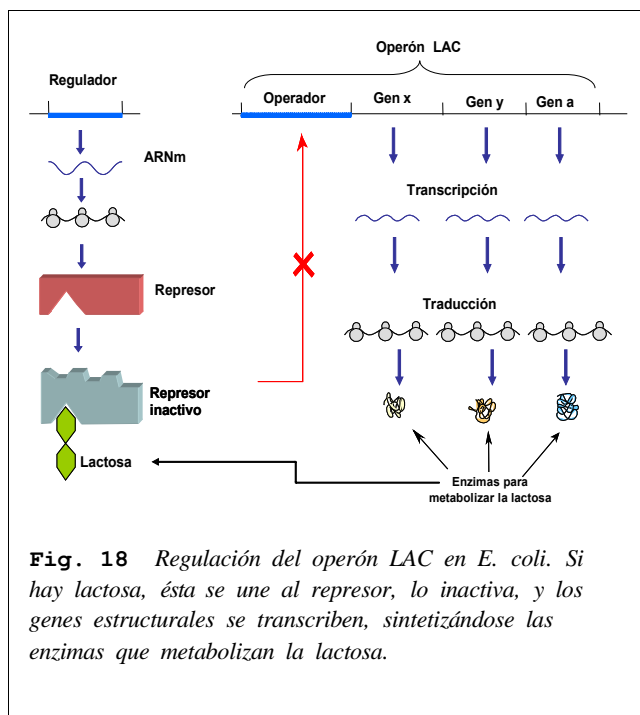 Operón LAC
Regulador
Operador
Gen x
Gen y
Gen a
ARNm
Transcripción
Represor
Traducción
Represor
inactivo
Lactosa
Enzimas para
metabolizar la lactosa
Fig. 18 Regulación del operón LAC en E. coli. Si
hay lactosa, ésta se une al represor, lo inactiva, y los
genes estructurales se transcriben, sintetizándose las
enzimas que metabolizan la lactosa.